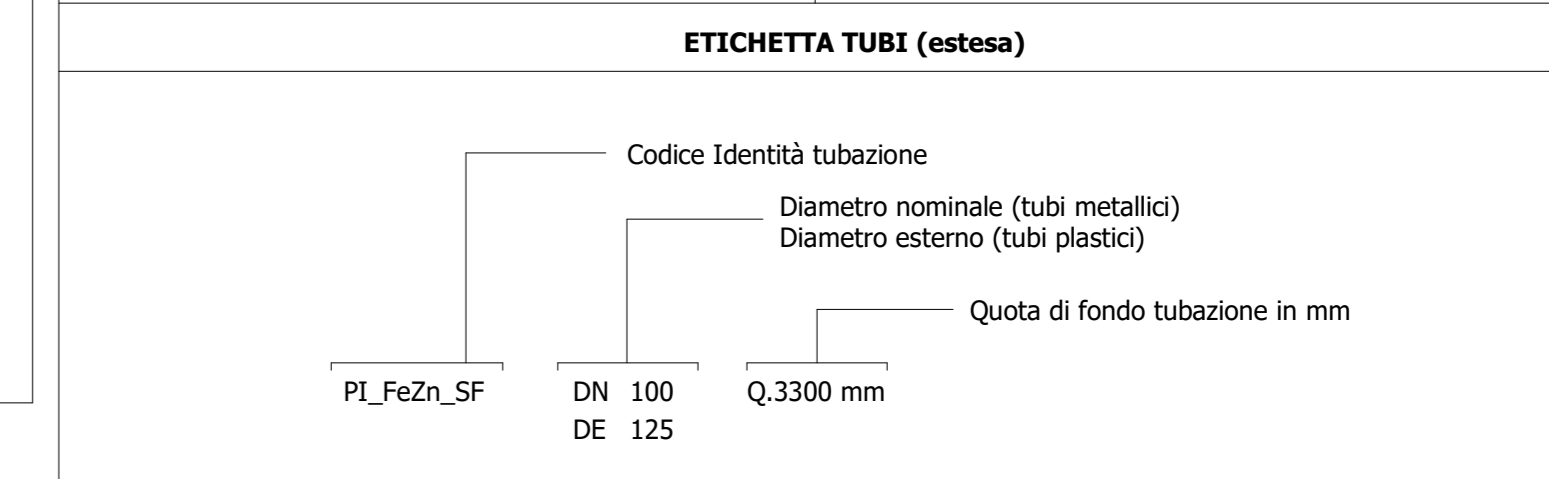 ETICHETTA TUBI (estesa)
Codice Identità tubazione
Diametro nominale (tubi metallici)
Diametro esterno (tubi plastici)
Quota di fondo tubazione in mm
PI_FeZn_SF DN 100 Q.3300 mm
DE 125